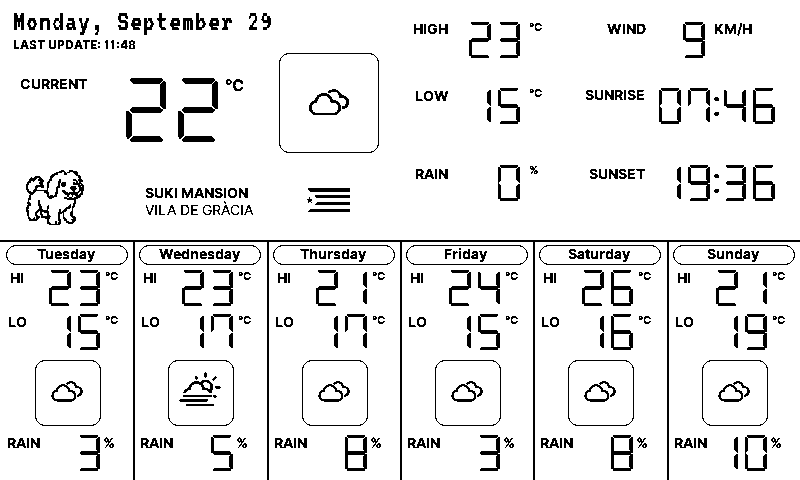 Monday, September 29
LAST UPDATE: 11:48
CURRENT 22 °C
HIGH 23 °C
LOW 15 °C
RAIN 0 %
WIND 9 KM/H
SUNRISE 07:46
SUNSET 19:36
SUKI MANSION
VILA DE GRÀCIA
Tuesday
HI 23 °C
LO 15 °C
RAIN 3 %
Wednesday
HI 23 °C
LO 17 °C
RAIN 5 %
Thursday
HI 21 °C
LO 17 °C
RAIN 8 %
Friday
HI 24 °C
LO 15 °C
RAIN 3 %
Saturday
HI 26 °C
LO 16 °C
RAIN 8 %
Sunday
HI 21 °C
LO 19 °C
RAIN 10 %